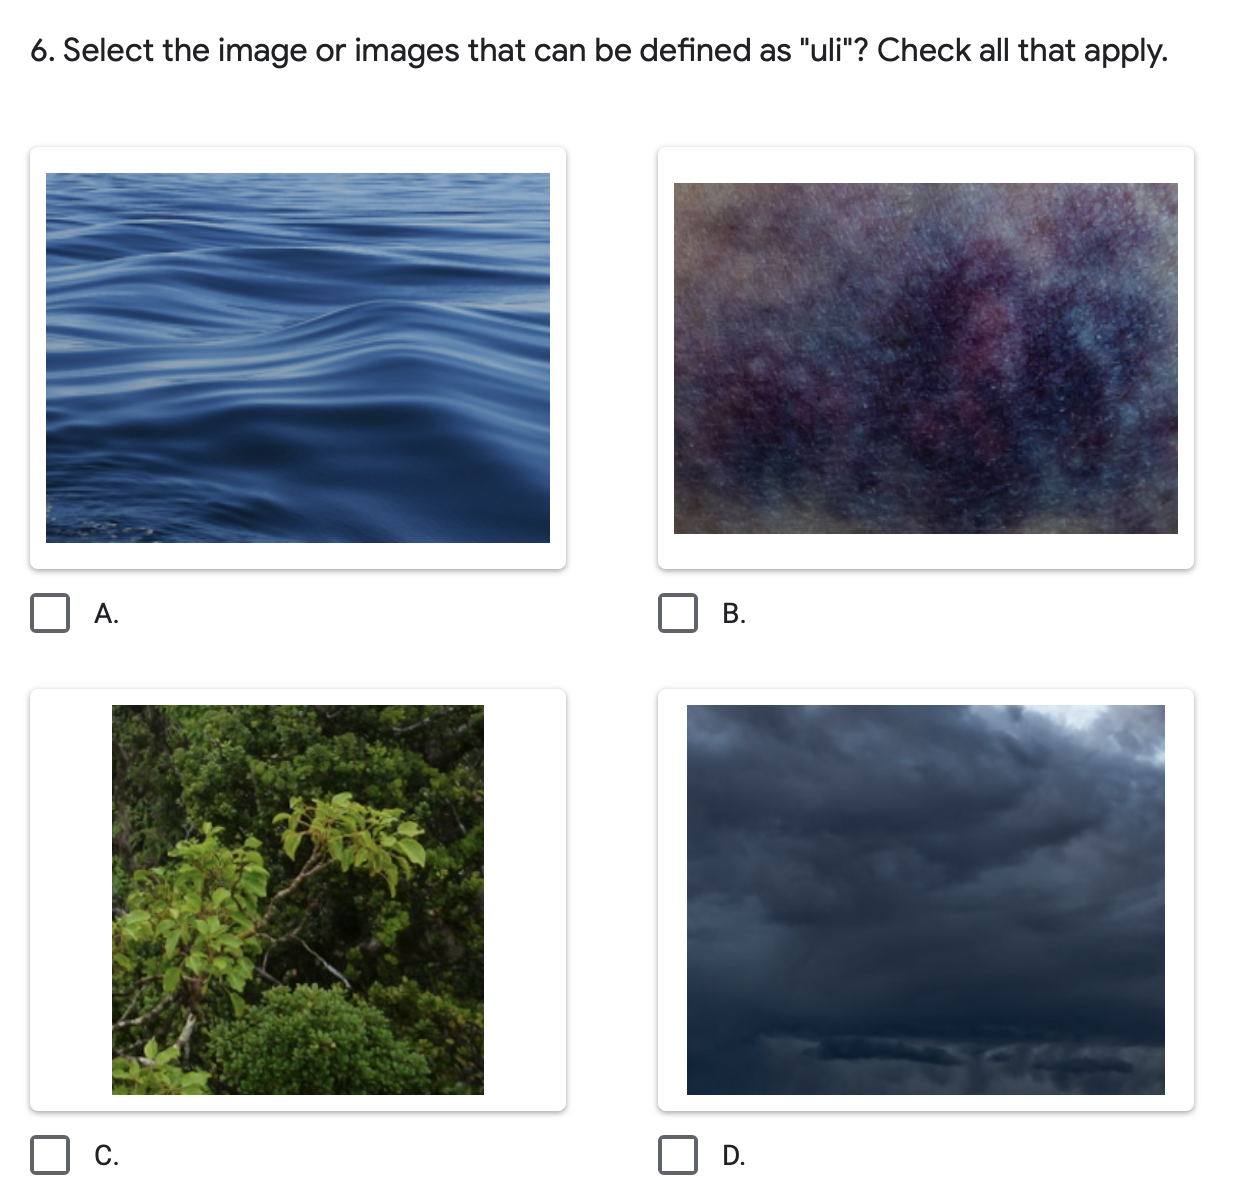 6. Select the image or images that can be defined as "uli"? Check all that apply.
A.
B.
C.
D.